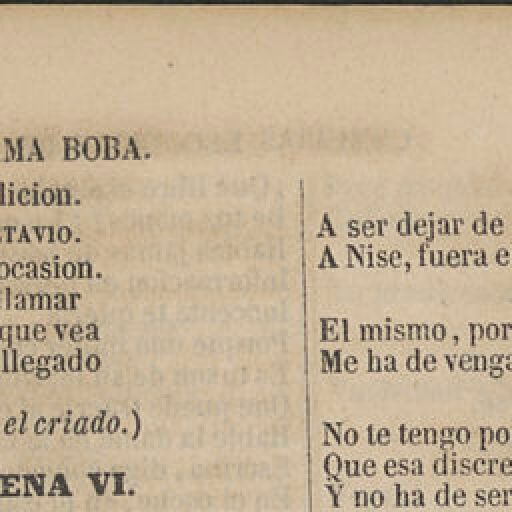 MA BOBA.
licion.
TAVIO.
ocasion.
llamar
que vea
llegado
el criado.)
ENA VI.
A ser dejar de
A Nise, fuera e
El mismo, por
Me ha de venga
No te tengo po
Que esa discre
Y no ha de ser